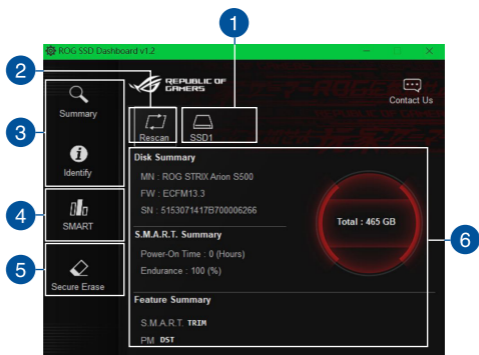 1
ROG SSD Dashboard v1.2
2
REPUBLIC OF
GAMERS
Contact Us
Summary
Rescan
SSD1
3
Identify
Disk Summary
MN : ROG STRIX Arion S500
FW : ECFM13.3
SN : 5153071417B700006266
Total : 465 GB
4
SMART
S.M.A.R.T. Summary
6
Power-On Time : 0 (Hours)
Endurance : 100 (%)
5
Secure Erase
Feature Summary
S.M.A.R.T. TRIM
PM DST